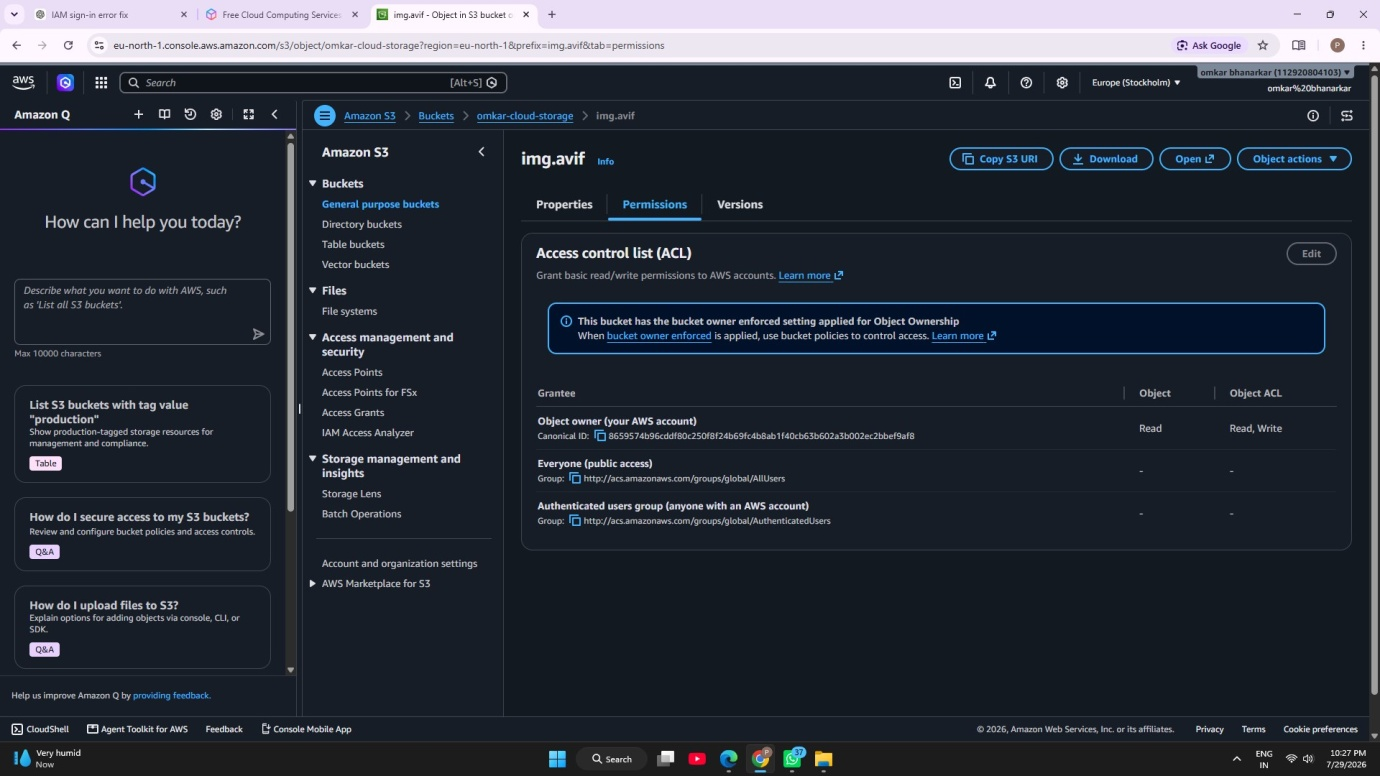 IAM sign-in error fix
Free Cloud Computing Services
img.avif - Object in S3 bucket o
eu-north-1.console.aws.amazon.com/s3/object/omkar-cloud-storage?region=eu-north-1&prefix=img.avif&tab=permissions
Ask Google
P
aws
Search
[Alt+S]
Europe (Stockholm)
omkar bhanarkar (112920804103)
omkar%20bhanarkar
Amazon Q
Amazon S3
Buckets
omkar-cloud-storage
img.avif
How can I help you today?
Describe what you want to do with AWS, such
as 'List all S3 buckets'.
Max 10000 characters
List S3 buckets with tag value
"production"
Show production-tagged storage resources for
management and compliance.
Table
How do I secure access to my S3 buckets?
Review and configure bucket policies and access controls.
Q&A
How do I upload files to S3?
Explain options for adding objects via console, CLI, or
SDK.
Q&A
Help us improve Amazon Q by providing feedback.
Amazon S3
Buckets
General purpose buckets
Directory buckets
Table buckets
Vector buckets
Files
File systems
Access management and
security
Access Points
Access Points for FSx
Access Grants
IAM Access Analyzer
Storage management and
insights
Storage Lens
Batch Operations
Account and organization settings
AWS Marketplace for S3
img.avif
Info
Copy S3 URI
Download
Open
Object actions
Properties
Permissions
Versions
Access control list (ACL)
Edit
Grant basic read/write permissions to AWS accounts. Learn more
This bucket has the bucket owner enforced setting applied for Object Ownership
When bucket owner enforced is applied, use bucket policies to control access. Learn more
Grantee
Object
Object ACL
Object owner (your AWS account)
Canonical ID: 8659574b96cddf80c250f8f24b69fc4b8ab1f40cb63b602a3b002ec2bbef9af8
Read
Read, Write
Everyone (public access)
Group: http://acs.amazonaws.com/groups/global/AllUsers
-
-
Authenticated users group (anyone with an AWS account)
Group: http://acs.amazonaws.com/groups/global/AuthenticatedUsers
-
-
CloudShell
Agent Toolkit for AWS
Feedback
Console Mobile App
© 2026, Amazon Web Services, Inc. or its affiliates.
Privacy
Terms
Cookie preferences
Very humid
Now
Search
P
37
ENG
IN
10:27 PM
7/29/2026